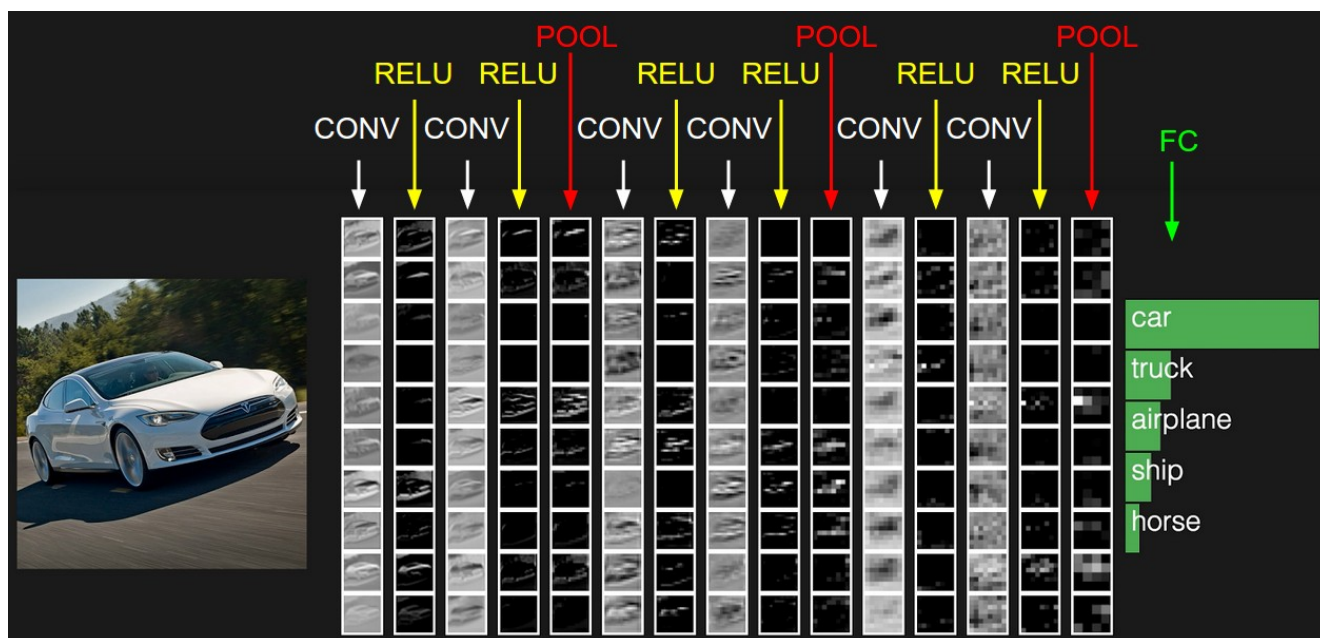 POOL POOL POOL
RELU RELU RELU RELU RELU RELU
CONV CONV CONV CONV CONV CONV
FC
car
truck
airplane
ship
horse